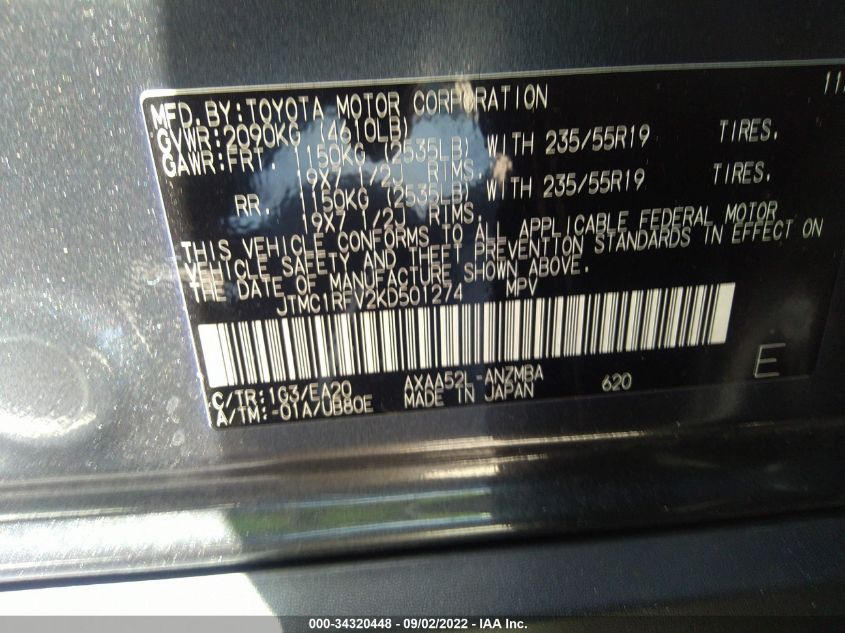 11
MFD. BY: TOYOTA MOTOR CORPORATION
GVWR: 2090KG (4610LB)
GAWR: FRT. 1150KG (2535LB) WITH 235/55R19 TIRES.
19X7 1/2J RIMS.
RR. 1150KG (2535LB) WITH 235/55R19 TIRES.
19X7 1/2J RIMS.
THIS VEHICLE CONFORMS TO ALL APPLICABLE FEDERAL MOTOR
VEHICLE SAFETY AND THEFT PREVENTION STANDARDS IN EFFECT ON
THE DATE OF MANUFACTURE SHOWN ABOVE.
JTMC1RFV2KD501274 MPV
C/TR: 1G3/EA20 AXAA52L-ANZMBA 620 E
A/TM: -01A/UB80E MADE IN JAPAN
000-34320448 - 09/02/2022 - IAA Inc.